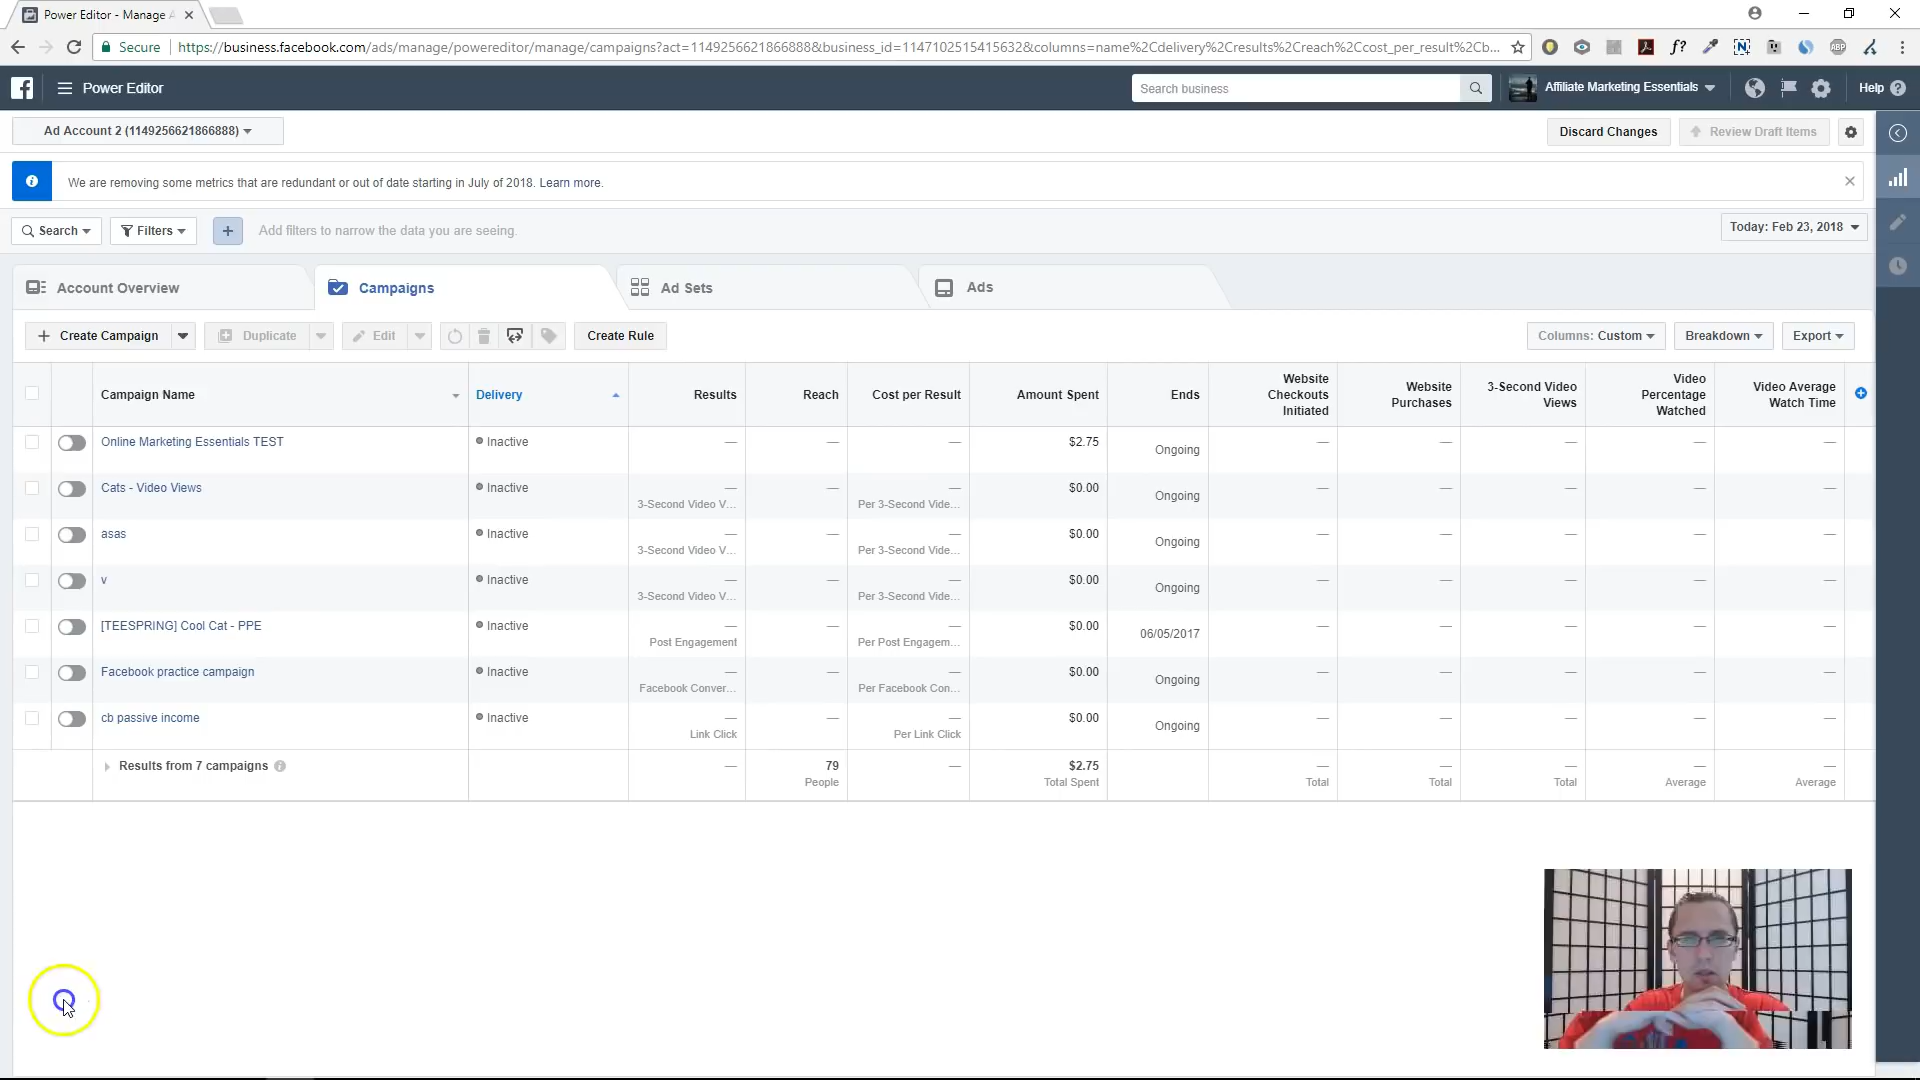 Power Editor - Manage A
Secure
https://business.facebook.com/ads/manage/powereditor/manage/campaigns?act=1149256621866888&business_id=1147102515415632&columns=name%2Cdelivery%2Cresults%2Creach%2Ccost_per_result%2Cb...
f?
ABP
Power Editor
Search business
Affiliate Marketing Essentials
Help
Ad Account 2 (1149256621866888)
Discard Changes
Review Draft Items
We are removing some metrics that are redundant or out of date starting in July of 2018. Learn more.
Search
Filters
Add filters to narrow the data you are seeing.
Today: Feb 23, 2018
Account Overview
Campaigns
Ad Sets
Ads
Create Campaign
Duplicate
Edit
Create Rule
Columns: Custom
Breakdown
Export
Campaign Name
Delivery
Results
Reach
Cost per Result
Amount Spent
Ends
Website
Checkouts
Initiated
Website
Purchases
3-Second Video
Views
Video
Percentage
Watched
Video Average
Watch Time
Online Marketing Essentials TEST Inactive — — — $2.75 Ongoing — — — — —
Cats - Video Views Inactive — — — $0.00 Ongoing — — — — —
3-Second Video V... Per 3-Second Vide...
asas Inactive — — — $0.00 Ongoing — — — — —
3-Second Video V... Per 3-Second Vide...
v Inactive — — — $0.00 Ongoing — — — — —
3-Second Video V... Per 3-Second Vide...
[TEESPRING] Cool Cat - PPE Inactive — — — $0.00 06/05/2017 — — — — —
Post Engagement Per Post Engagem...
Facebook practice campaign Inactive — — — $0.00 Ongoing — — — — —
Facebook Conver... Per Facebook Con...
cb passive income Inactive — — — $0.00 Ongoing — — — — —
Link Click Per Link Click
Results from 7 campaigns — 79 — $2.75 — — — — —
People Total Spent Total Total Total Average Average